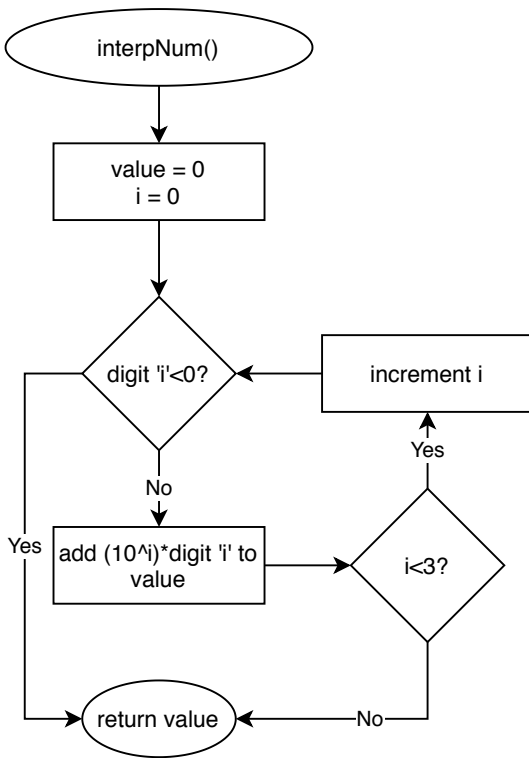 interpNum()
value = 0
i = 0
digit 'i'<0?
increment i
Yes
No
Yes
add (10^i)*digit 'i' to
value
i<3?
return value
No